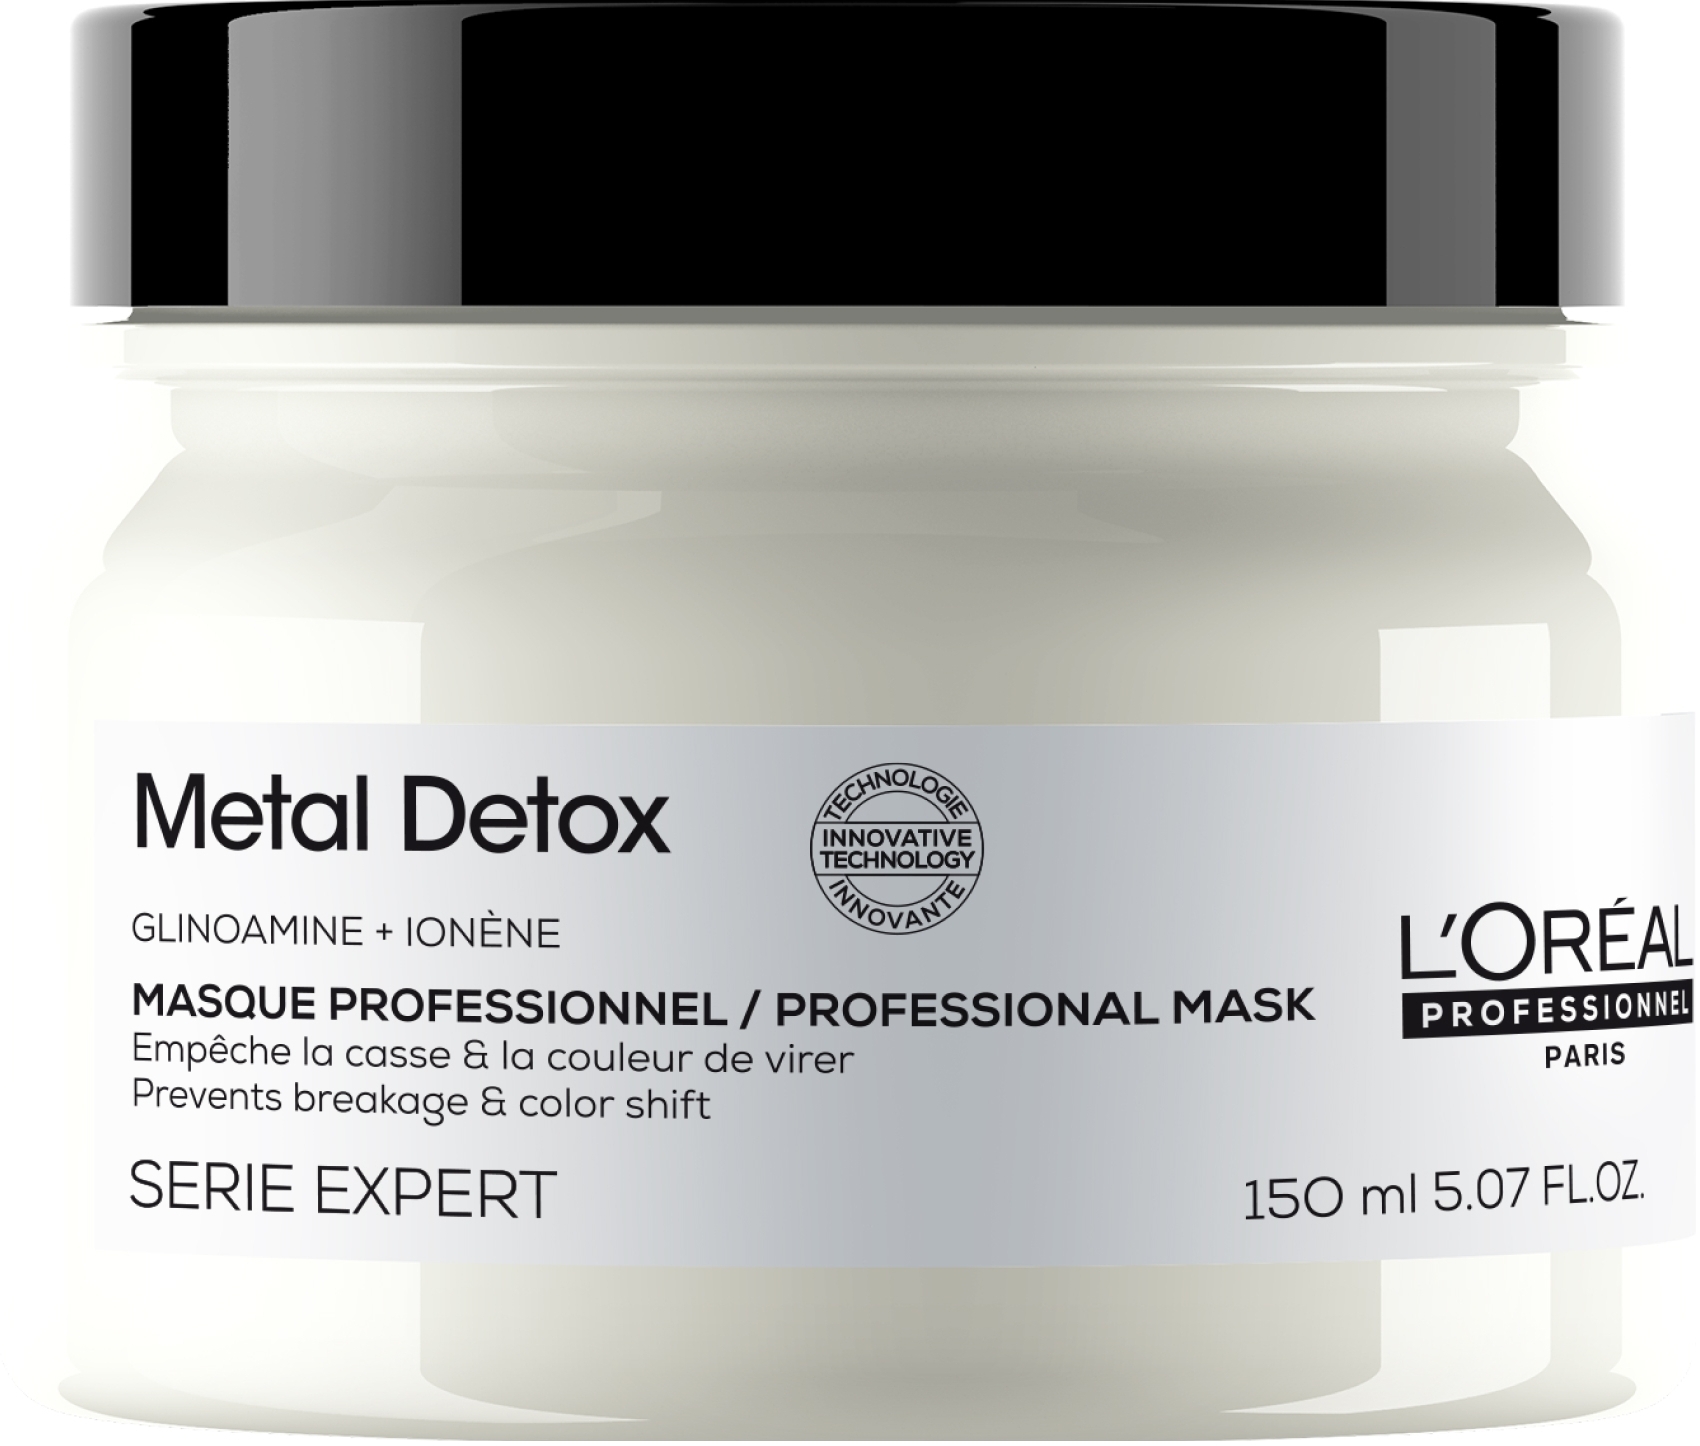 Metal Detox
TECHNOLOGIE
INNOVATIVE
TECHNOLOGY
INNOVANTE
GLINOAMINE + IONÈNE
MASQUE PROFESSIONNEL / PROFESSIONAL MASK
Empêche la casse & la couleur de virer
Prevents breakage & color shift
SERIE EXPERT
L'ORÉAL
PROFESSIONNEL
PARIS
150 ml 5.07 FL.OZ.